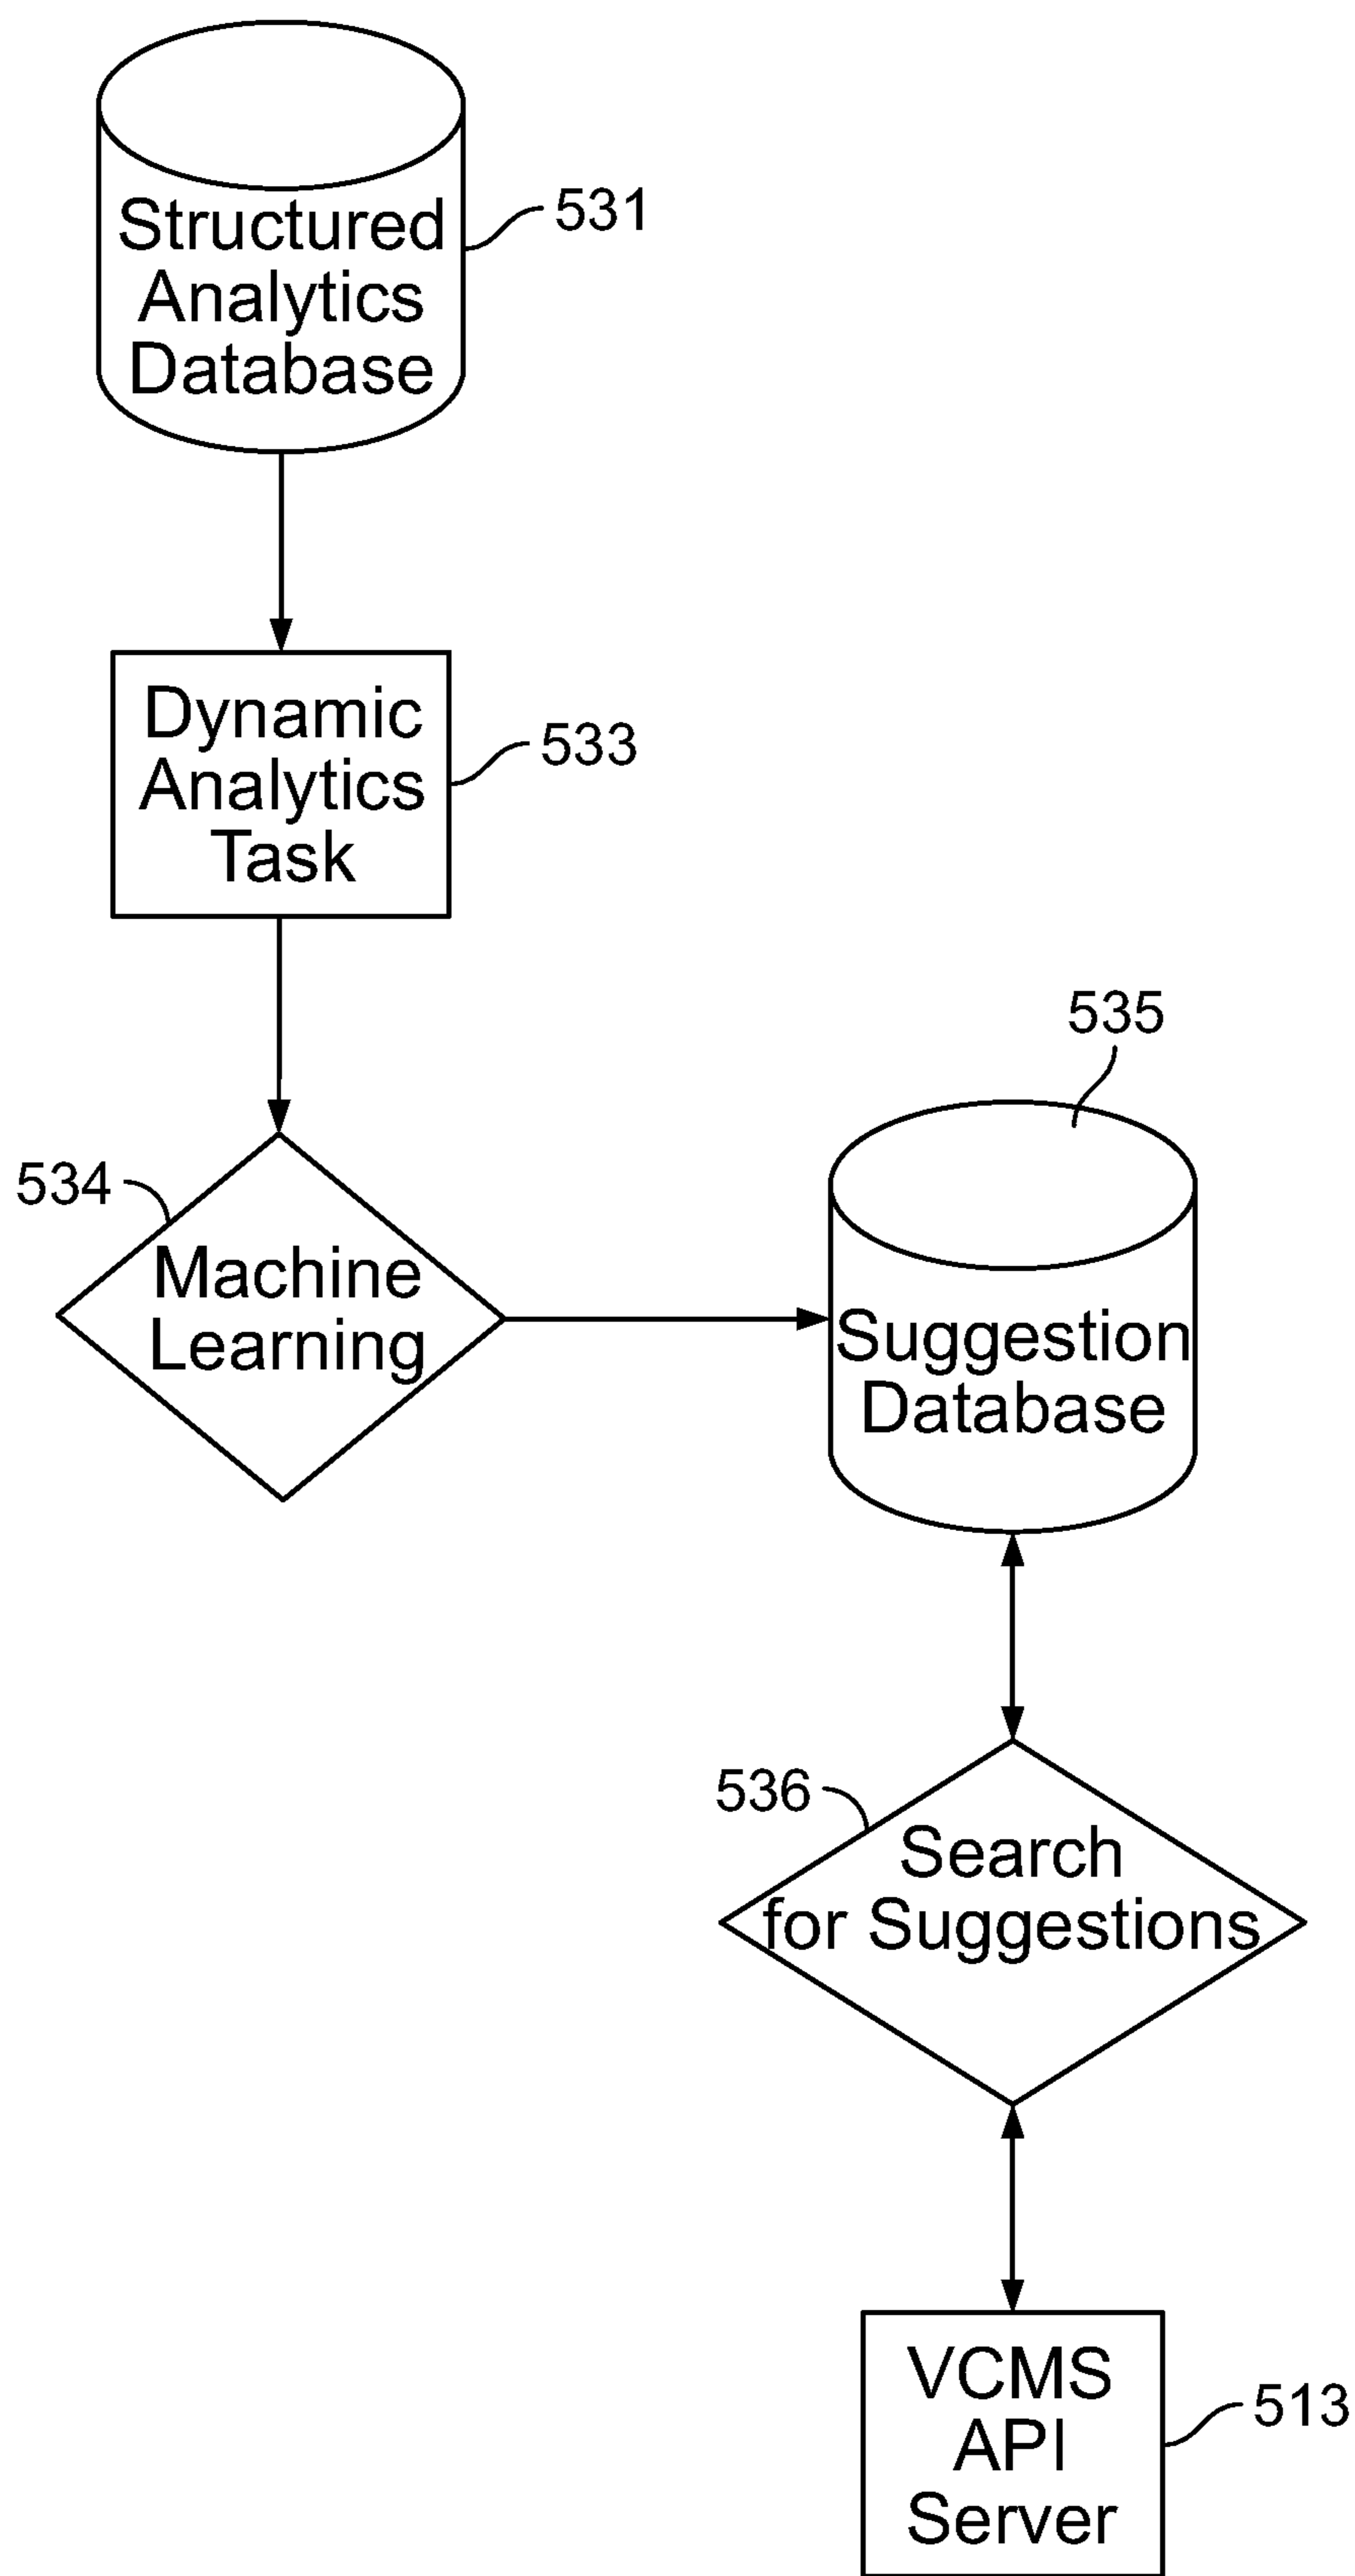 Structured
Analytics
Database
531
Dynamic
Analytics
Task
533
534
Machine
Learning
535
Suggestion
Database
536
Search
for Suggestions
VCMS
API
Server
513